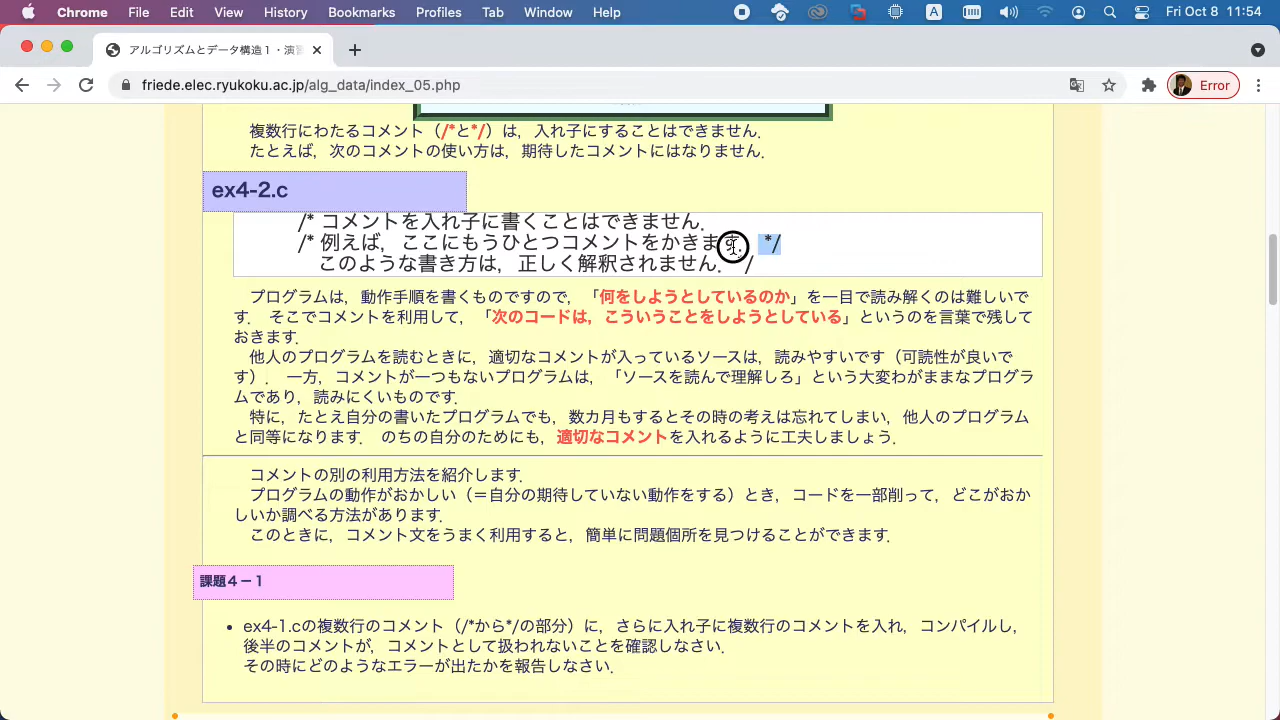 Chrome File Edit View History Bookmarks Profiles Tab Window Help A Fri Oct 8 11:54
アルゴリズムとデータ構造１・演習
friede.elec.ryukoku.ac.jp/alg_data/index_05.php Error
複数行にわたるコメント（/*と*/）は，入れ子にすることはできません．
たとえば，次のコメントの使い方は，期待したコメントにはなりません．
ex4-2.c
/* コメントを入れ子に書くことはできません．
/* 例えば，ここにもうひとつコメントをかきます． */
このような書き方は，正しく解釈されません． /
プログラムは，動作手順を書くものですので，「何をしようとしているのか」を一目で読み解くのは難しいで
す． そこでコメントを利用して，「次のコードは，こういうことをしようとしている」というのを言葉で残して
おきます．
他人のプログラムを読むときに，適切なコメントが入っているソースは，読みやすいです（可読性が良いで
す）． 一方，コメントが一つもないプログラムは，「ソースを読んで理解しろ」という大変わがままなプログラ
ムであり，読みにくいものです．
特に，たとえ自分の書いたプログラムでも，数カ月もするとその時の考えは忘れてしまい，他人のプログラム
と同等になります． のちの自分のためにも，適切なコメントを入れるように工夫しましょう．
コメントの別の利用方法を紹介します．
プログラムの動作がおかしい（＝自分の期待していない動作をする）とき，コードを一部削って，どこがおか
しいか調べる方法があります．
このときに，コメント文をうまく利用すると，簡単に問題個所を見つけることができます．
課題４－１
ex4-1.cの複数行のコメント（/*から*/の部分）に，さらに入れ子に複数行のコメントを入れ，コンパイルし，
後半のコメントが，コメントとして扱われないことを確認しなさい．
その時にどのようなエラーが出たかを報告しなさい．